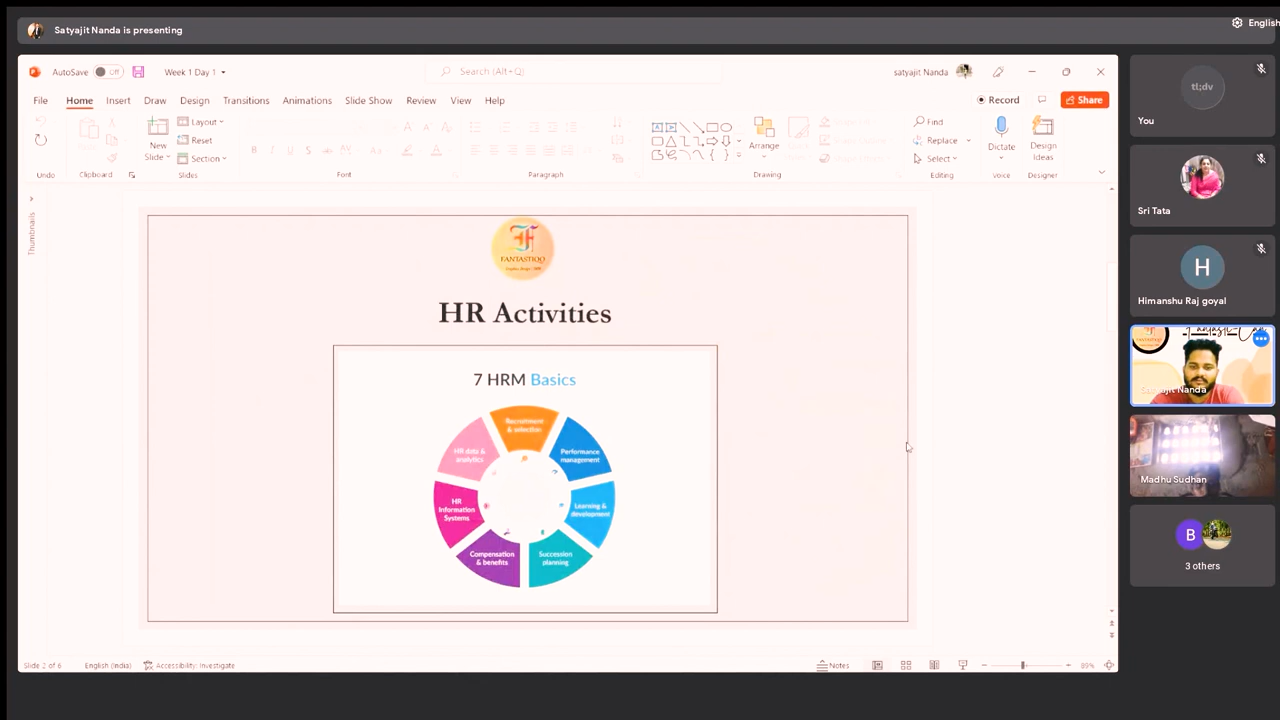 Satyajit Nanda is presenting
English
AutoSave Off Week 1 Day 1 Search (Alt+Q) satyajit Nanda
File Home Insert Draw Design Transitions Animations Slide Show Review View Help Record Share
New Slide Layout Reset Section Arrange Find Replace Select Dictate Design Ideas
Undo Clipboard Slides Font Paragraph Drawing Editing Voice Designer
Thumbnails
FANTASTIQO
HR Activities
7 HRM Basics
Recruitment & selection
Performance management
Learning & development
Succession planning
Compensation & benefits
HR Information Systems
HR data & analytics
Slide 2 of 6 English (India) Accessibility: Investigate Notes 89%
tl;dv
You
Sri Tata
H
Himanshu Raj goyal
FANTASTIQO
Satyajit Nanda
Madhu Sudhan
B
3 others